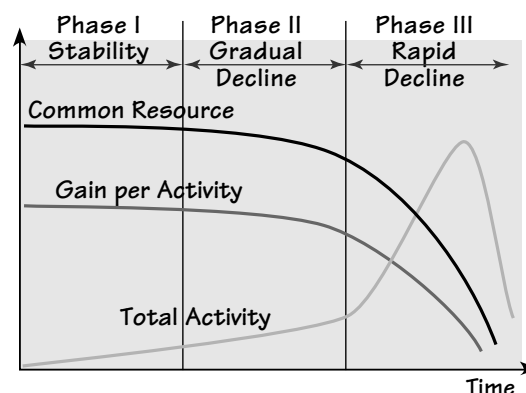 Phase I
Stability
Phase II
Gradual
Decline
Phase III
Rapid
Decline
Common Resource
Gain per Activity
Total Activity
Time